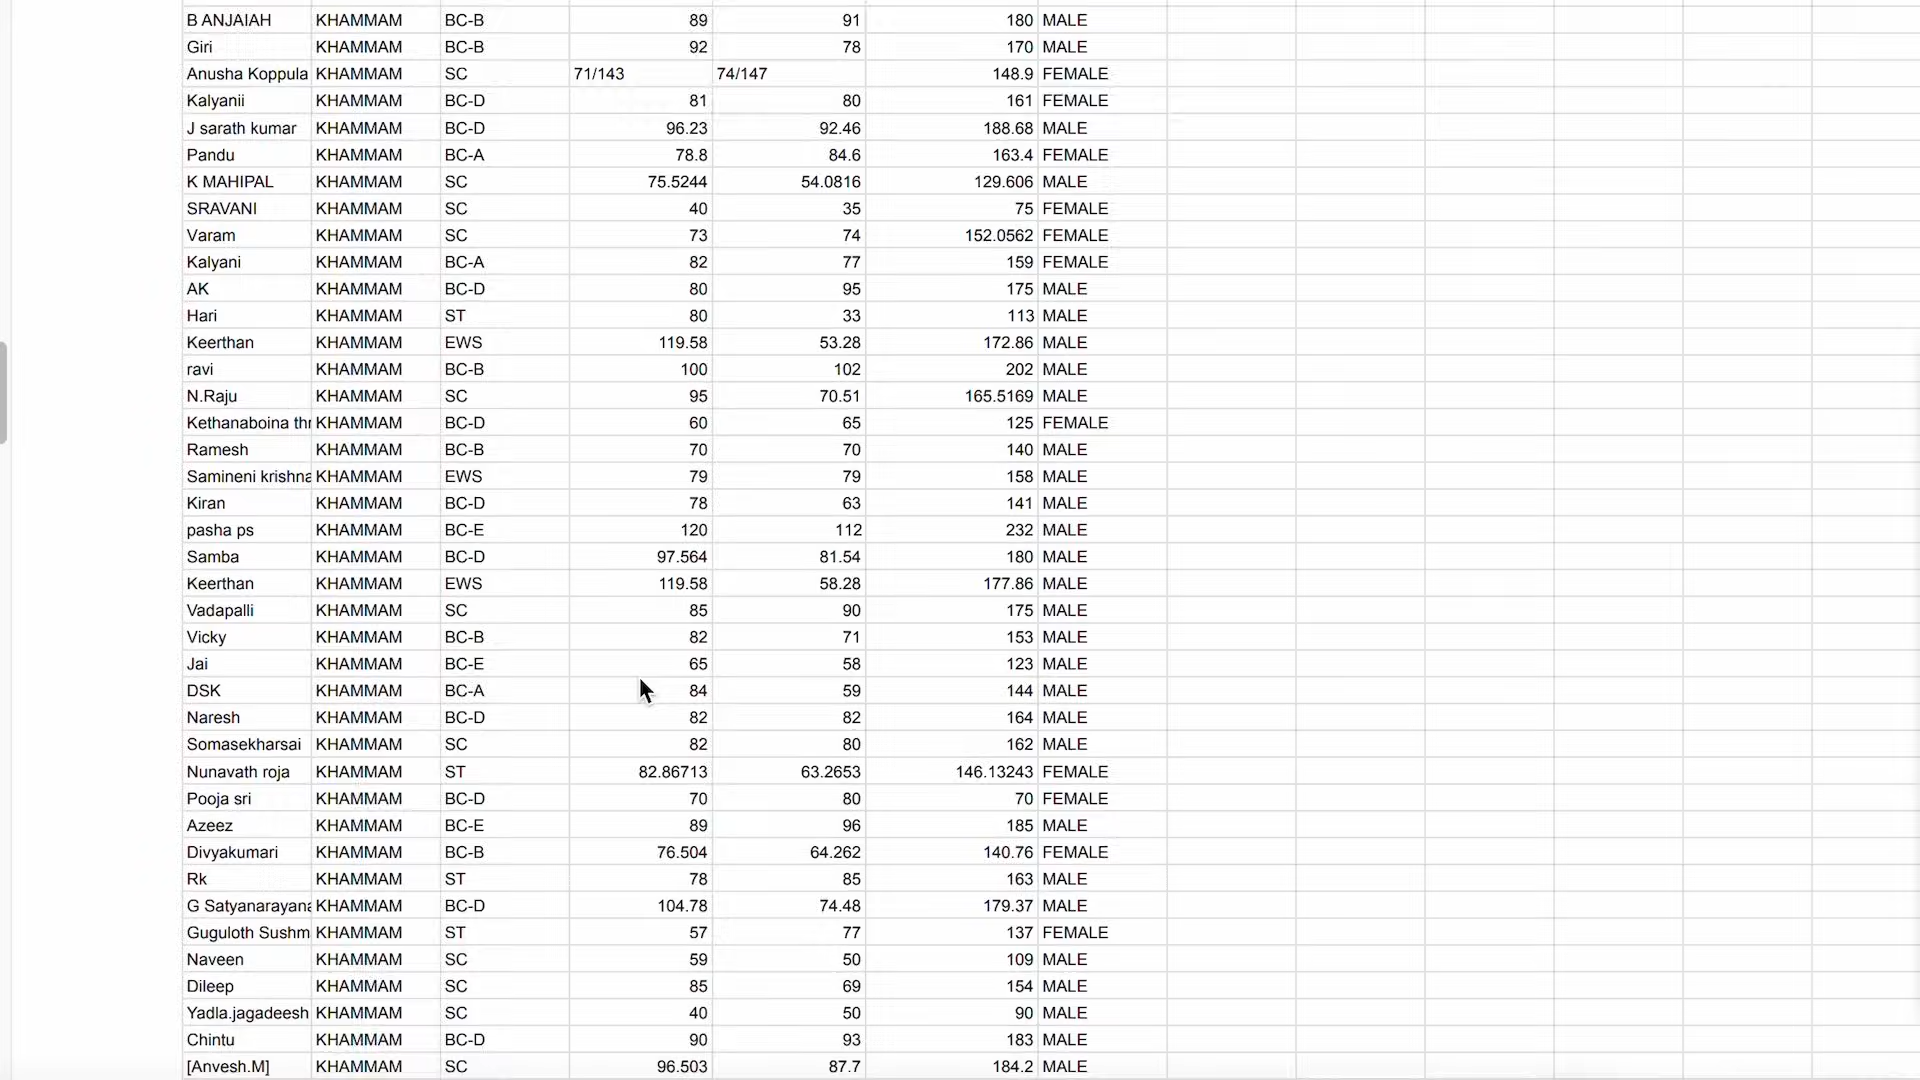 B ANJAIAH KHAMMAM BC-B 89 91 180 MALE
Giri KHAMMAM BC-B 92 78 170 MALE
Anusha Koppula KHAMMAM SC 71/143 74/147 148.9 FEMALE
Kalyanii KHAMMAM BC-D 81 80 161 FEMALE
J sarath kumar KHAMMAM BC-D 96.23 92.46 188.68 MALE
Pandu KHAMMAM BC-A 78.8 84.6 163.4 FEMALE
K MAHIPAL KHAMMAM SC 75.5244 54.0816 129.606 MALE
SRAVANI KHAMMAM SC 40 35 75 FEMALE
Varam KHAMMAM SC 73 74 152.0562 FEMALE
Kalyani KHAMMAM BC-A 82 77 159 FEMALE
AK KHAMMAM BC-D 80 95 175 MALE
Hari KHAMMAM ST 80 33 113 MALE
Keerthan KHAMMAM EWS 119.58 53.28 172.86 MALE
ravi KHAMMAM BC-B 100 102 202 MALE
N.Raju KHAMMAM SC 95 70.51 165.5169 MALE
Kethanaboina thr KHAMMAM BC-D 60 65 125 FEMALE
Ramesh KHAMMAM BC-B 70 70 140 MALE
Samineni krishna KHAMMAM EWS 79 79 158 MALE
Kiran KHAMMAM BC-D 78 63 141 MALE
pasha ps KHAMMAM BC-E 120 112 232 MALE
Samba KHAMMAM BC-D 97.564 81.54 180 MALE
Keerthan KHAMMAM EWS 119.58 58.28 177.86 MALE
Vadapalli KHAMMAM SC 85 90 175 MALE
Vicky KHAMMAM BC-B 82 71 153 MALE
Jai KHAMMAM BC-E 65 58 123 MALE
DSK KHAMMAM BC-A 84 59 144 MALE
Naresh KHAMMAM BC-D 82 82 164 MALE
Somasekharsai KHAMMAM SC 82 80 162 MALE
Nunavath roja KHAMMAM ST 82.86713 63.2653 146.13243 FEMALE
Pooja sri KHAMMAM BC-D 70 80 70 FEMALE
Azeez KHAMMAM BC-E 89 96 185 MALE
Divyakumari KHAMMAM BC-B 76.504 64.262 140.76 FEMALE
Rk KHAMMAM ST 78 85 163 MALE
G Satyanarayana KHAMMAM BC-D 104.78 74.48 179.37 MALE
Guguloth Sushm KHAMMAM ST 57 77 137 FEMALE
Naveen KHAMMAM SC 59 50 109 MALE
Dileep KHAMMAM SC 85 69 154 MALE
Yadla.jagadeesh KHAMMAM SC 40 50 90 MALE
Chintu KHAMMAM BC-D 90 93 183 MALE
[Anvesh.M] KHAMMAM SC 96.503 87.7 184.2 MALE